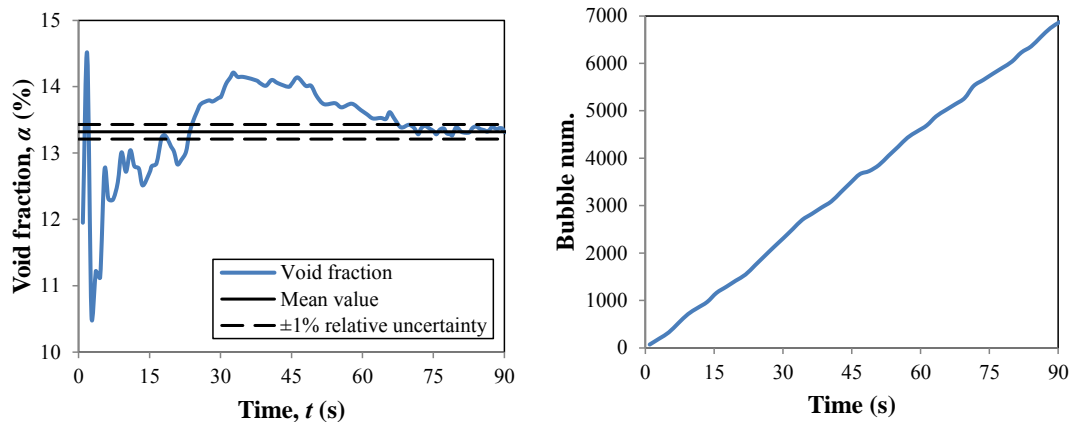 15
14
13
12
11
10
Void fraction, α (%)
Void fraction
Mean value
±1% relative uncertainty
0 15 30 45 60 75 90
Time, t (s)
7000
6000
5000
4000
3000
2000
1000
0
Bubble num.
0 15 30 45 60 75 90
Time (s)